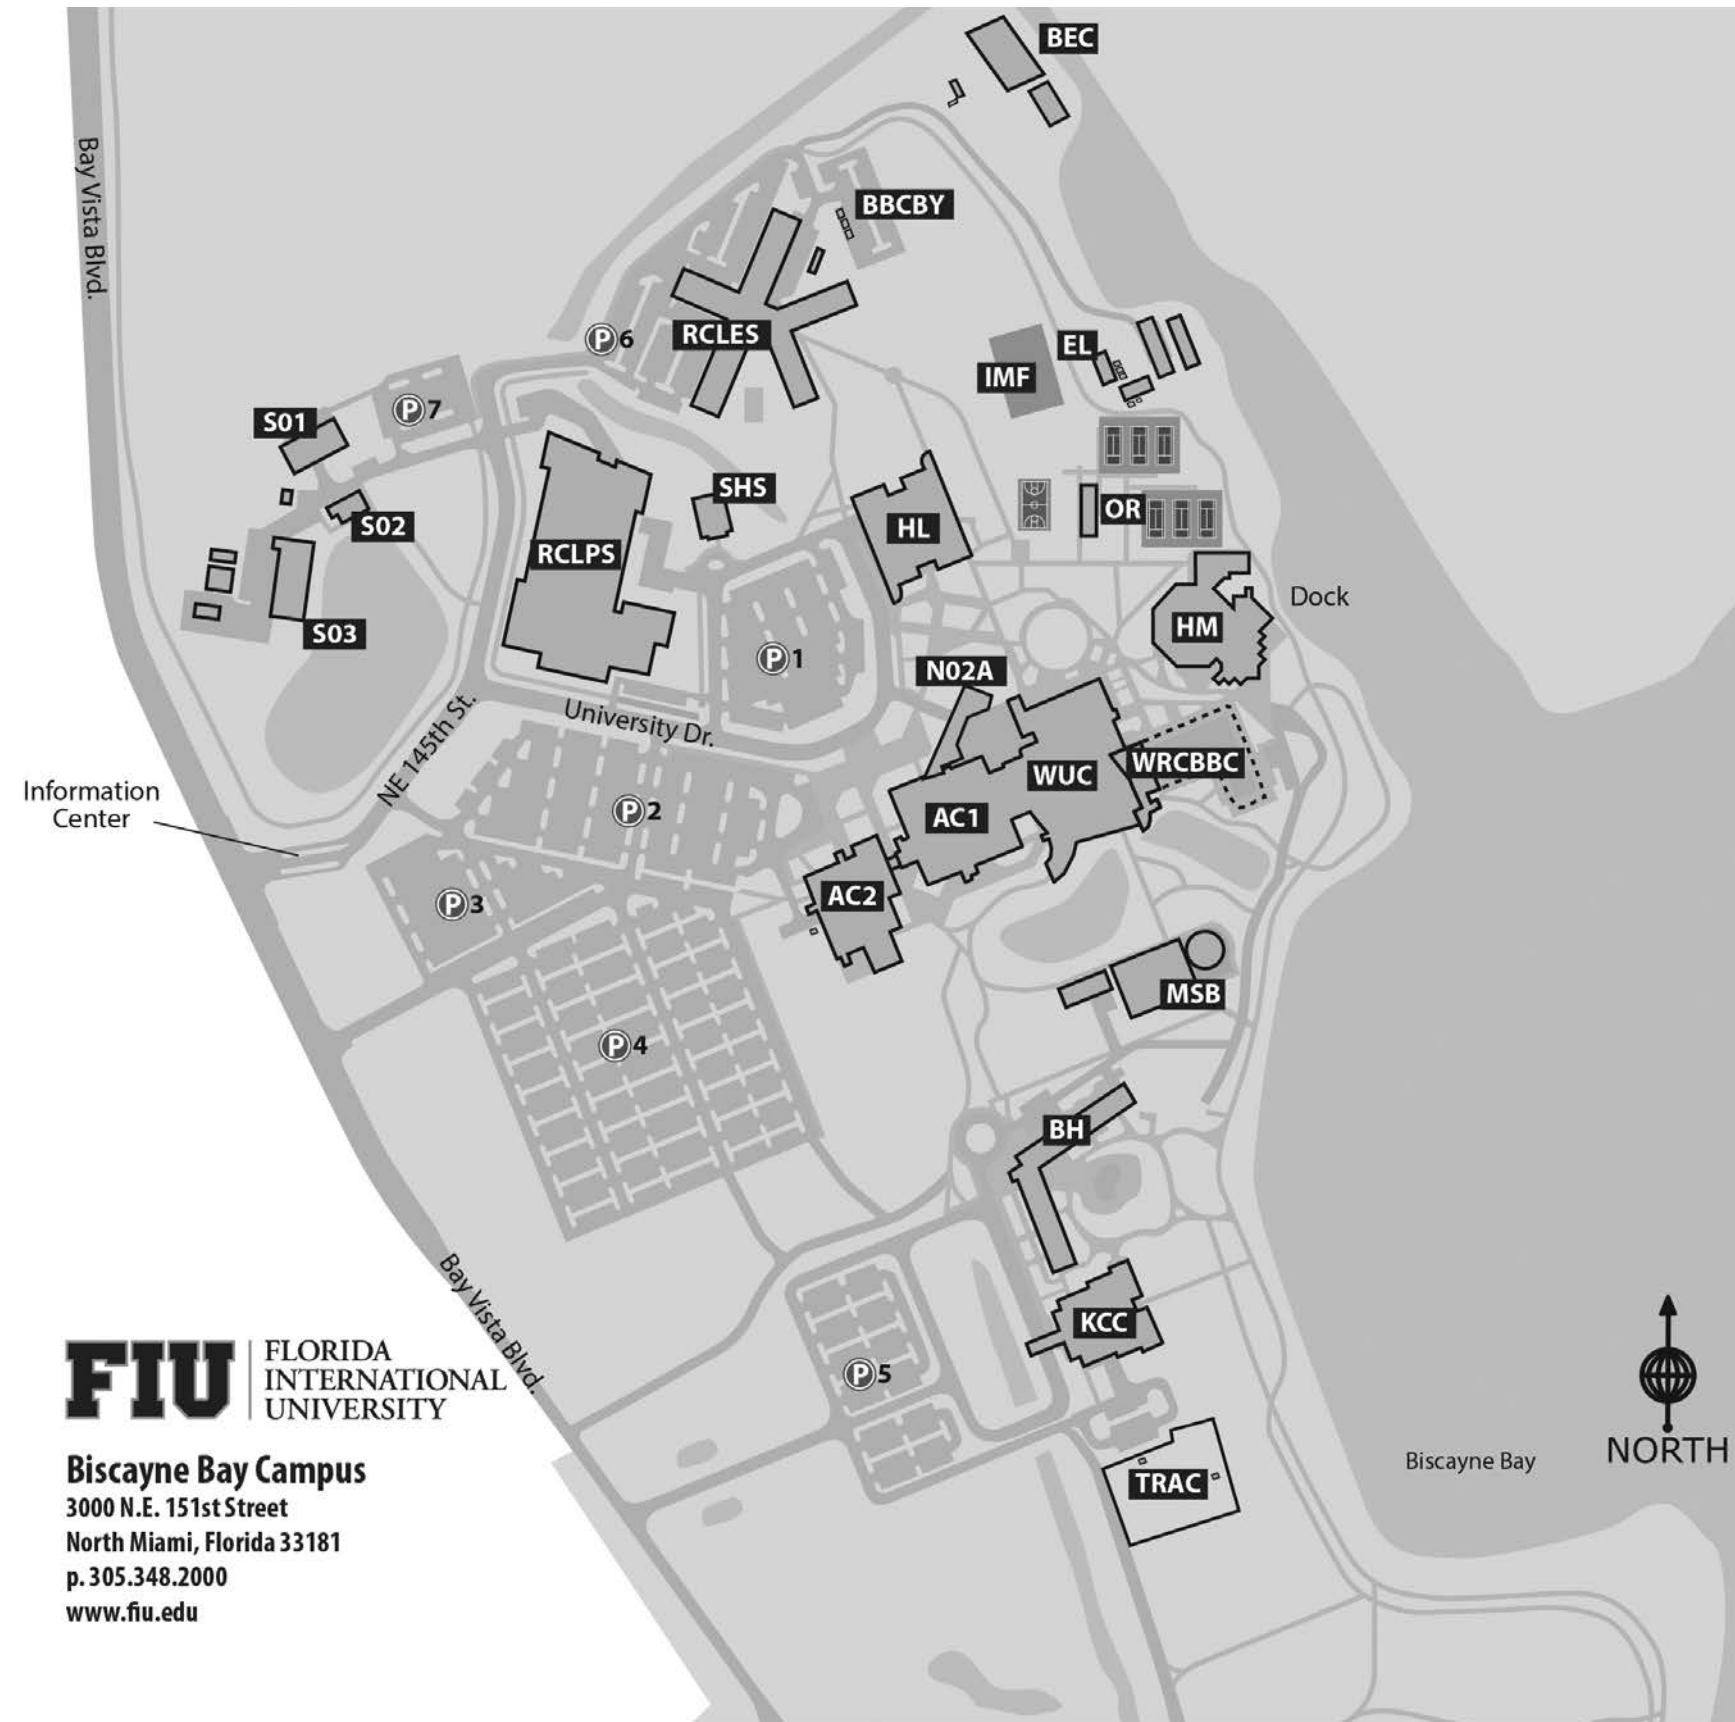 BEC
Bay Vista Blvd.
BBCBY
P 6
RCLES
EL
IMF
P 7
S01
SHS
OR
S02
HL
RCLPS
Dock
S03
HM
P 1
N02A
University Dr.
NE 145th St.
WRCBBC
WUC
Information
Center
P 2
AC1
AC2
P 3
MSB
P 4
BH
Bay Vista Blvd.
KCC
P 5
TRAC
FIU
FLORIDA
INTERNATIONAL
UNIVERSITY
Biscayne Bay Campus
3000 N.E. 151st Street
North Miami, Florida 33181
p. 305.348.2000
www.fiu.edu
Biscayne Bay
NORTH